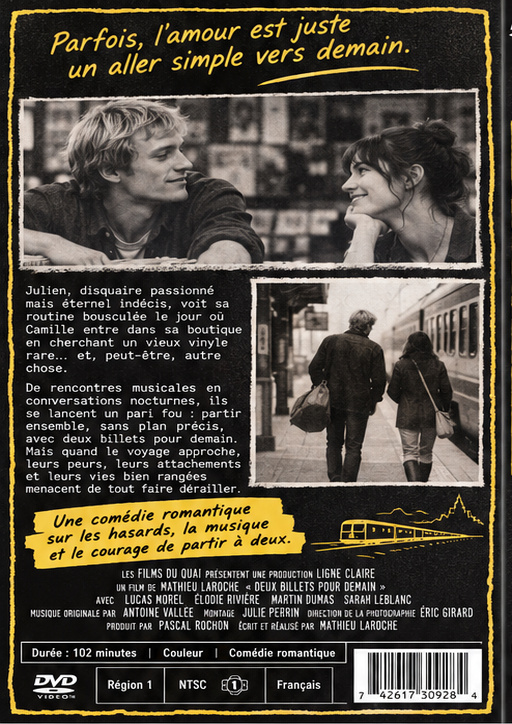 Parfois, l'amour est juste
un aller simple vers demain.
Julien, disquaire passionné
mais éternel indécis, voit sa
routine bousculée le jour où
Camille entre dans sa boutique
en cherchant un vieux vinyle
rare... et, peut-être, autre
chose.
De rencontres musicales en
conversations nocturnes, ils
se lancent un pari fou : partir
ensemble, sans plan précis,
avec deux billets pour demain.
Mais quand le voyage approche,
leurs peurs, leurs attachements
et leurs vies bien rangées
menacent de tout faire dérailler.
Une comédie romantique
sur les hasards, la musique
et le courage de partir à deux.
LES FILMS DU QUAI PRÉSENTENT UNE PRODUCTION LIGNE CLAIRE
UN FILM DE MATHIEU LAROCHE « DEUX BILLETS POUR DEMAIN »
AVEC LUCAS MOREL ÉLODIE RIVIÈRE MARTIN DUMAS SARAH LEBLANC
MUSIQUE ORIGINALE PAR ANTOINE VALLÉE MONTAGE JULIE PERRIN DIRECTION DE LA PHOTOGRAPHIE ÉRIC GIRARD
PRODUIT PAR PASCAL ROCHON ÉCRIT ET RÉALISÉ PAR MATHIEU LAROCHE
Durée : 102 minutes | Couleur | Comédie romantique
DVD VIDEO Région 1 NTSC 1 Français
7 42617 30928 4